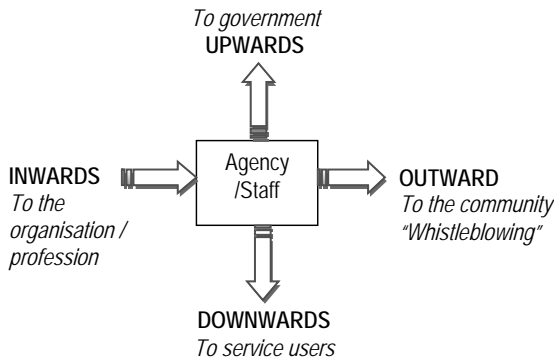 To government
UPWARDS
Agency
/Staff
INWARDS
To the
organisation /
profession
OUTWARD
To the community
“Whistleblowing”
DOWNWARDS
To service users